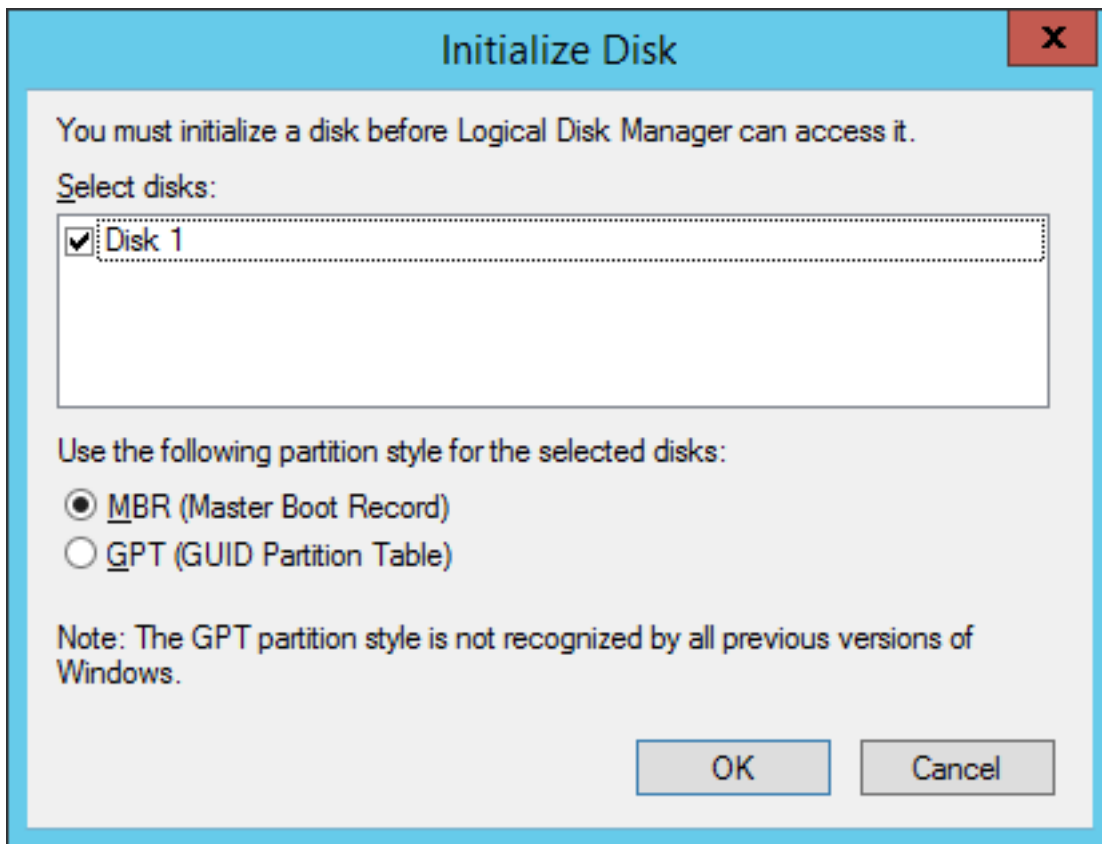 Initialize Disk
x
You must initialize a disk before Logical Disk Manager can access it.
Select disks:
Disk 1
Use the following partition style for the selected disks:
MBR (Master Boot Record)
GPT (GUID Partition Table)
Note: The GPT partition style is not recognized by all previous versions of
Windows.
OK Cancel